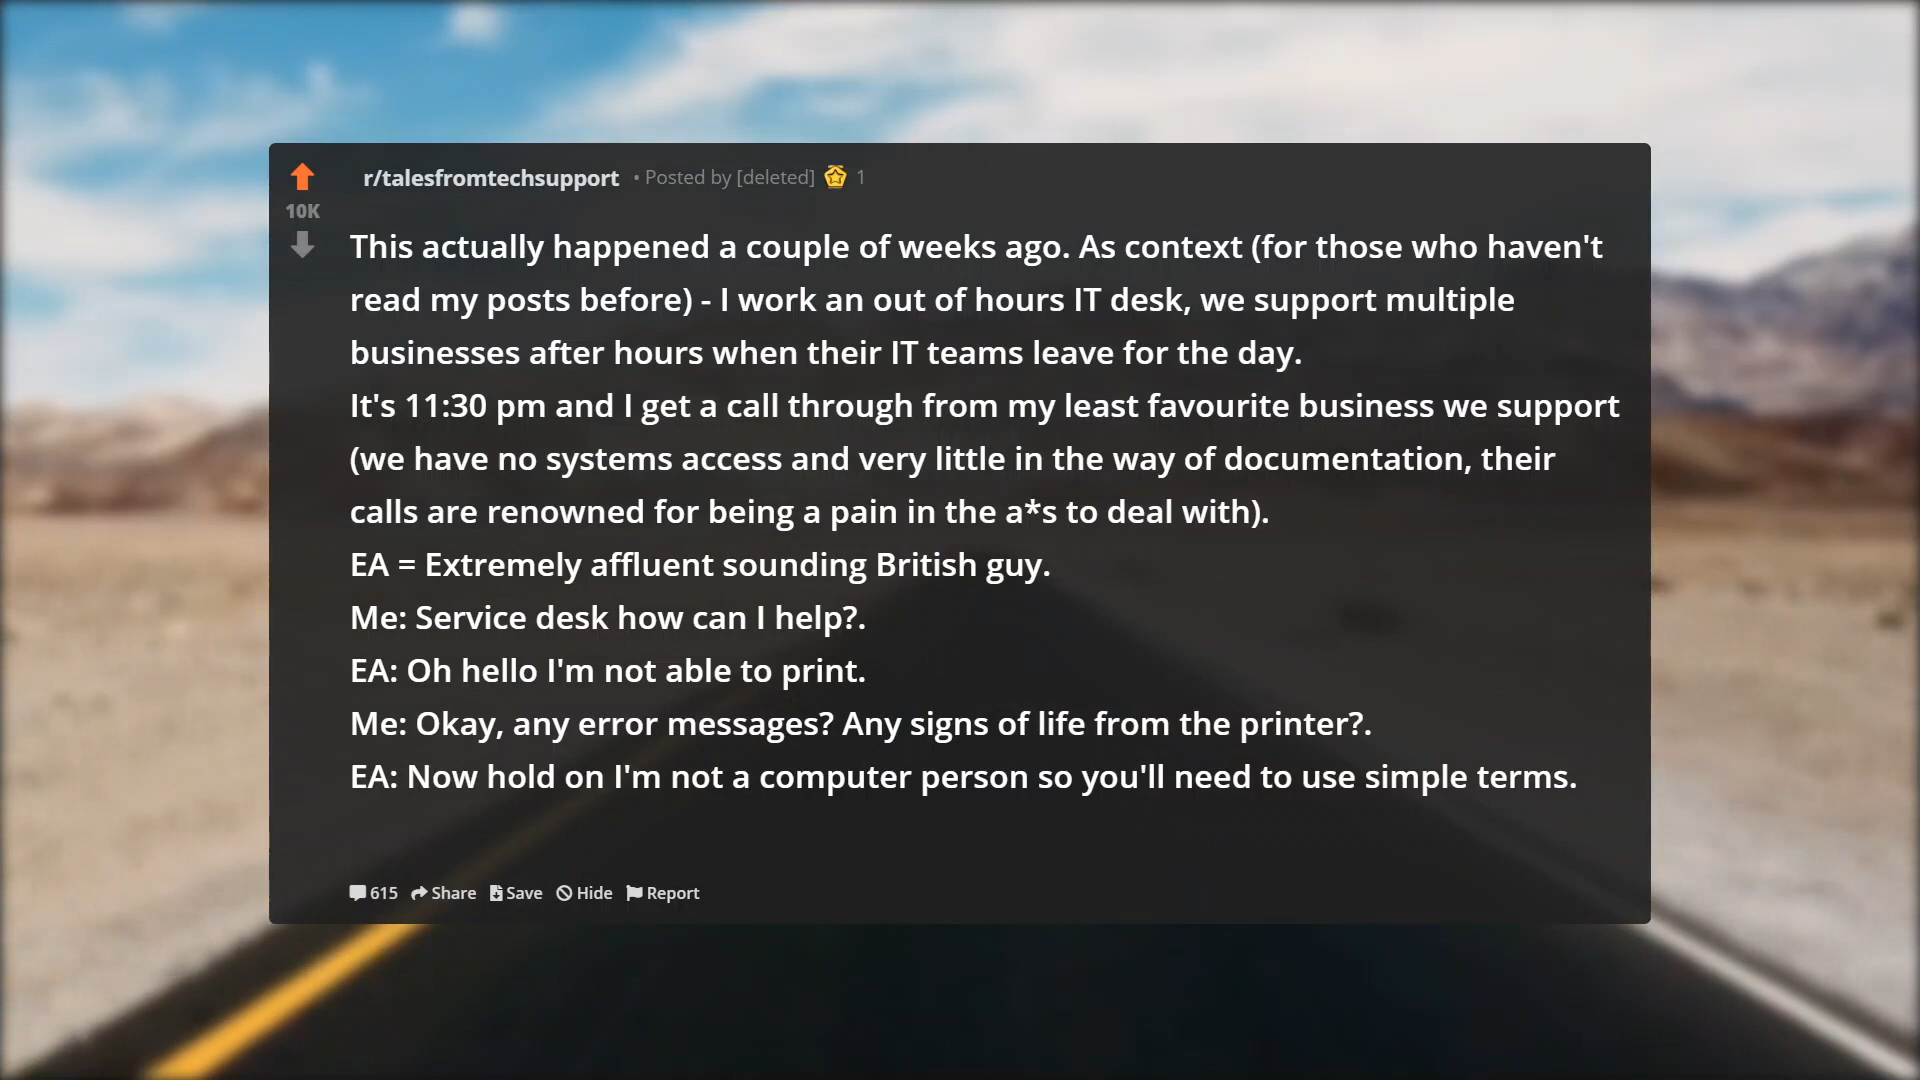 r/talesfromtechsupport • Posted by [deleted] 1
10K
This actually happened a couple of weeks ago. As context (for those who haven't
read my posts before) - I work an out of hours IT desk, we support multiple
businesses after hours when their IT teams leave for the day.
It's 11:30 pm and I get a call through from my least favourite business we support
(we have no systems access and very little in the way of documentation, their
calls are renowned for being a pain in the a*s to deal with).
EA = Extremely affluent sounding British guy.
Me: Service desk how can I help?.
EA: Oh hello I'm not able to print.
Me: Okay, any error messages? Any signs of life from the printer?.
EA: Now hold on I'm not a computer person so you'll need to use simple terms.
615 Share Save Hide Report